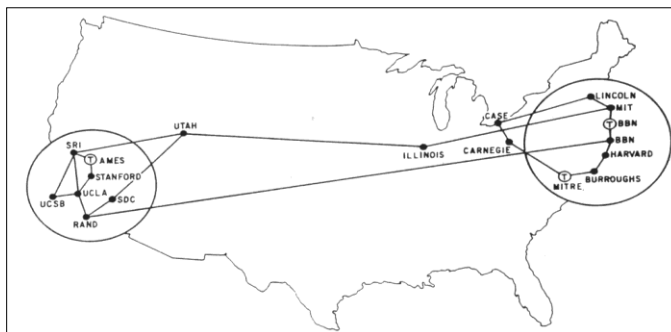 LINCOLN
MIT
CASE
T BBN
UTAH
BBN
SRI
CARNEGIE
T AMES
ILLINOIS
HARVARD
STANFORD
BURROUGHS
T
MITRE
UCLA
SDC
UCSB
RAND